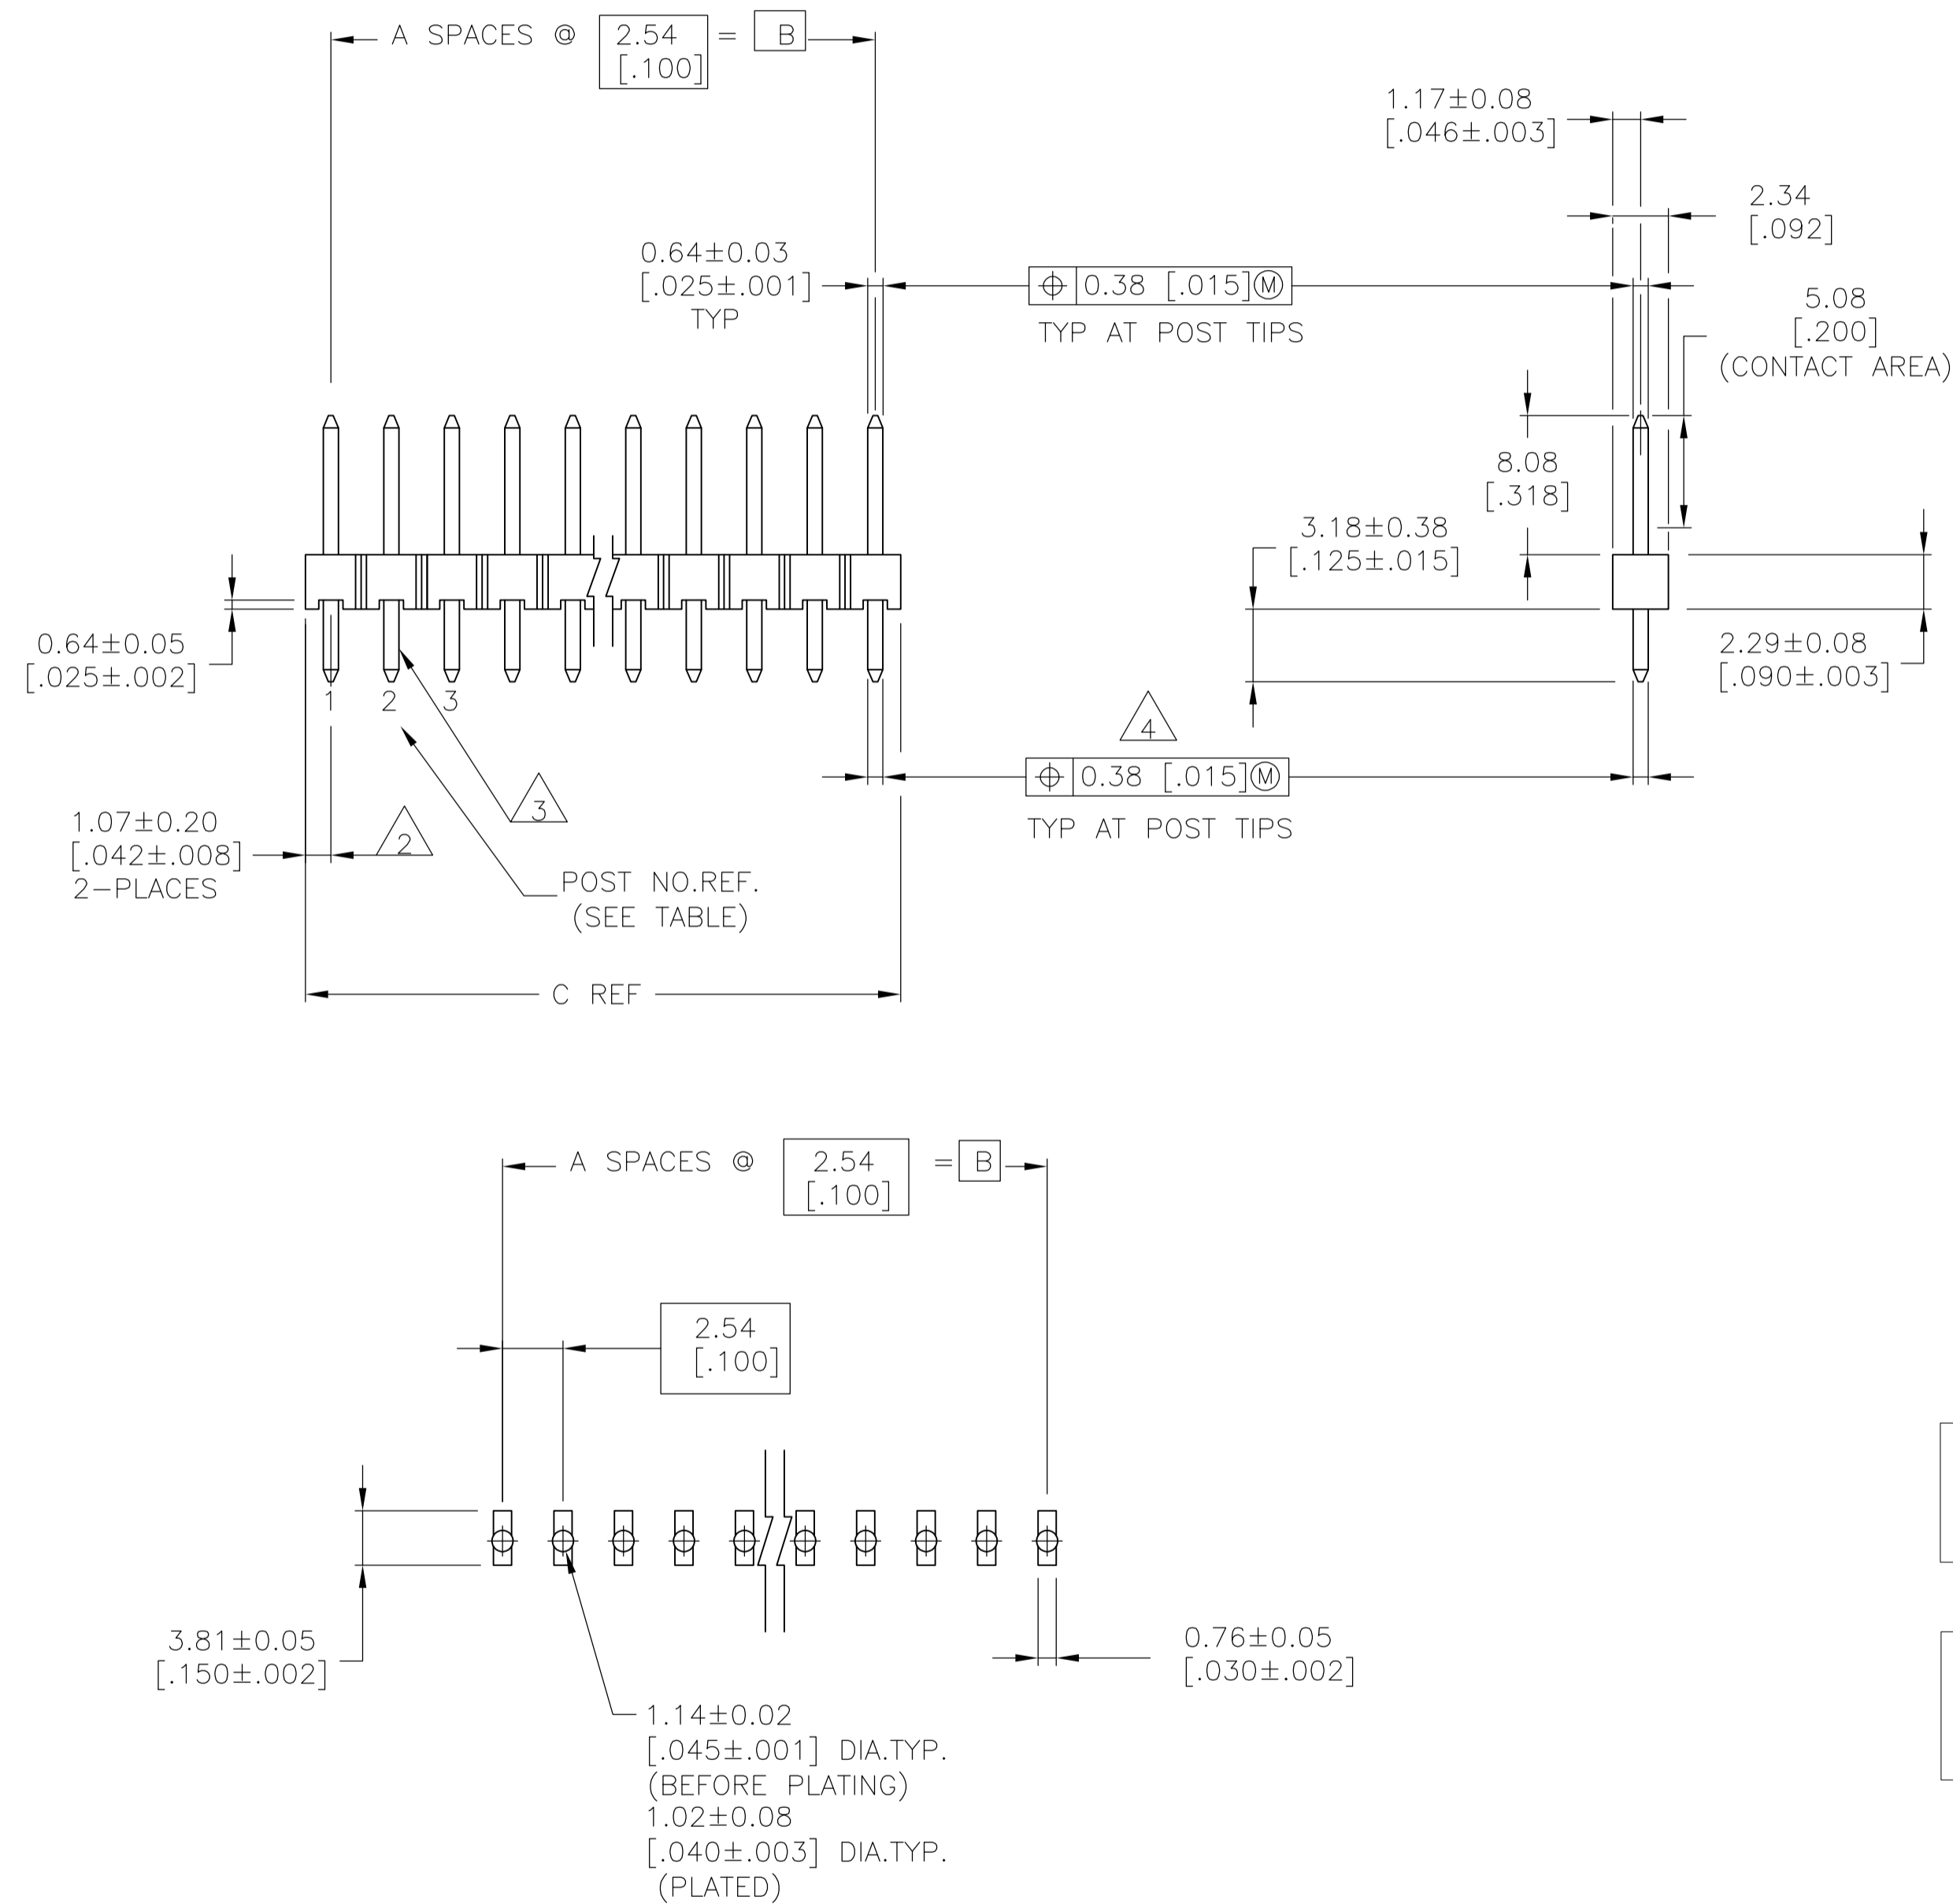 A SPACES @ 2.54 = B
[.100]
1.17±0.08
[.046±.003]
2.34
[.092]
0.64±0.03
[.025±.001]
TYP
⌖ 0.38 [.015]Ⓜ
TYP AT POST TIPS
5.08
[.200]
(CONTACT AREA)
8.08
[.318]
3.18±0.38
[.125±.015]
0.64±0.05
[.025±.002]
2.29±0.08
[.090±.003]
1 2 3
4
⌖ 0.38 [.015]Ⓜ
TYP AT POST TIPS
3
2
1.07±0.20
[.042±.008]
2-PLACES
POST NO.REF.
(SEE TABLE)
C REF
A SPACES @ 2.54 = B
[.100]
2.54
[.100]
3.81±0.05
[.150±.002]
0.76±0.05
[.030±.002]
1.14±0.02
[.045±.001] DIA.TYP.
(BEFORE PLATING)
1.02±0.08
[.040±.003] DIA.TYP.
(PLATED)